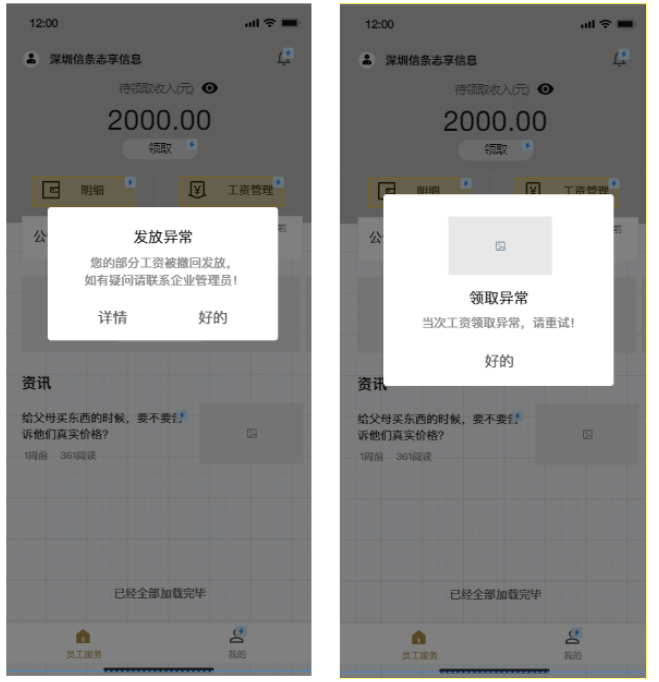 12:00
深圳信条志享信息
待领取收入(元)
2000.00
领取
明细
工资管理
公
前
发放异常
您的部分工资被撤回发放，
如有疑问请联系企业管理员！
详情
好的
资讯
给父母买东西的时候，要不要告
诉他们真实价格？
1周前 361阅读
已经全部加载完毕
员工服务
我的
12:00
深圳信条志享信息
待领取收入(元)
2000.00
领取
明细
工资管理
公
前
领取异常
当次工资领取异常，请重试！
好的
资讯
给父母买东西的时候，要不要
诉他们真实价格？
1周前 361阅读
已经全部加载完毕
员工服务
我的